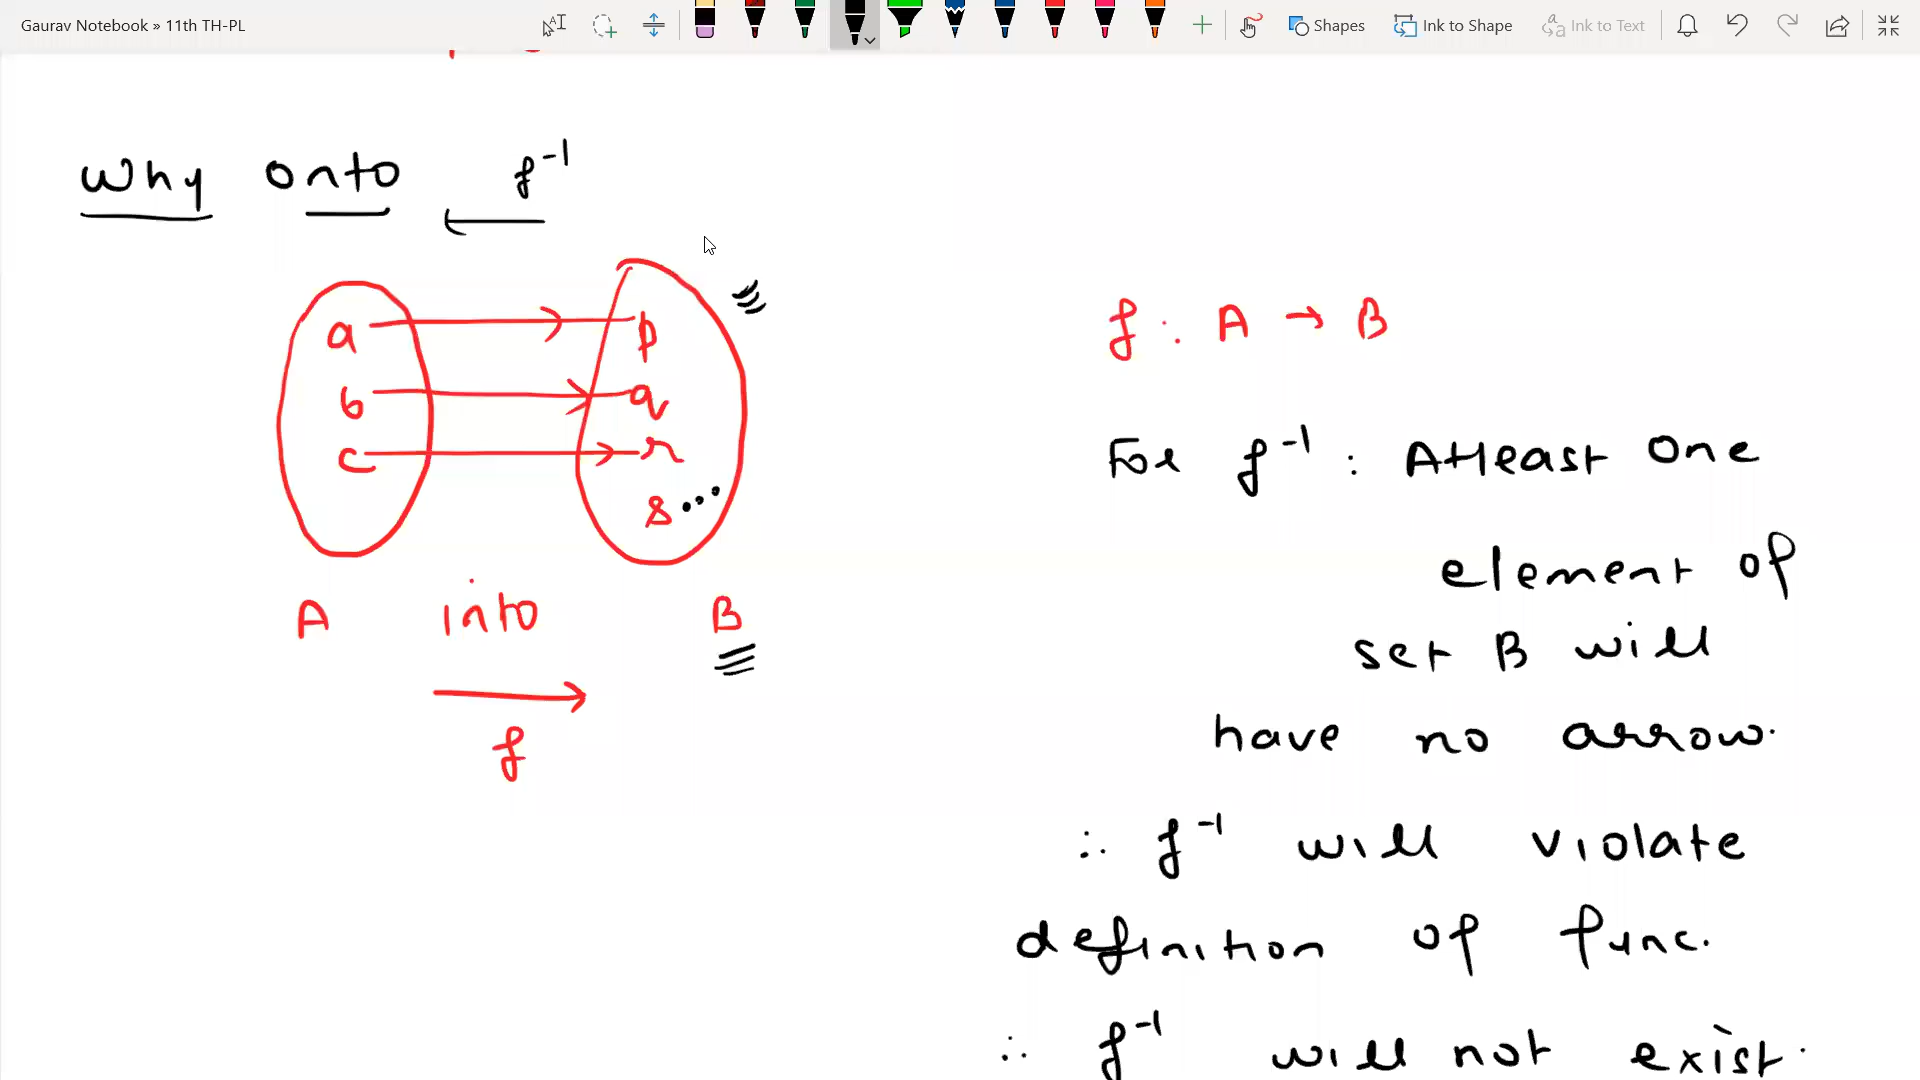 Gaurav Notebook » 11th TH-PL
Shapes
Ink to Shape
Ink to Text
Why onto f⁻¹
a p
b q
c r
s...
A into B
f
f : A → B
For f⁻¹ : Atleast One
element of
set B will
have no arrow.
∴ f⁻¹ will violate
definition of func.
∴ f⁻¹ will not exist.